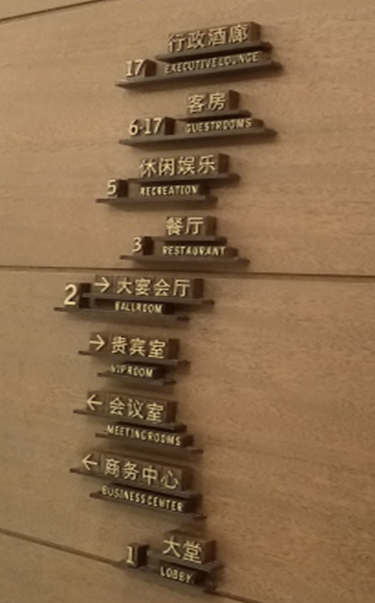 行政酒廊
17 EXECUTIVE LOUNGE
客房
6-17 GUESTROOMS
休闲娱乐
5 RECREATION
餐厅
3 RESTAURANT
2 → 大宴会厅
BALLROOM
→ 贵宾室
VIP ROOM
← 会议室
MEETING ROOMS
← 商务中心
BUSINESS CENTER
大堂
1 LOBBY